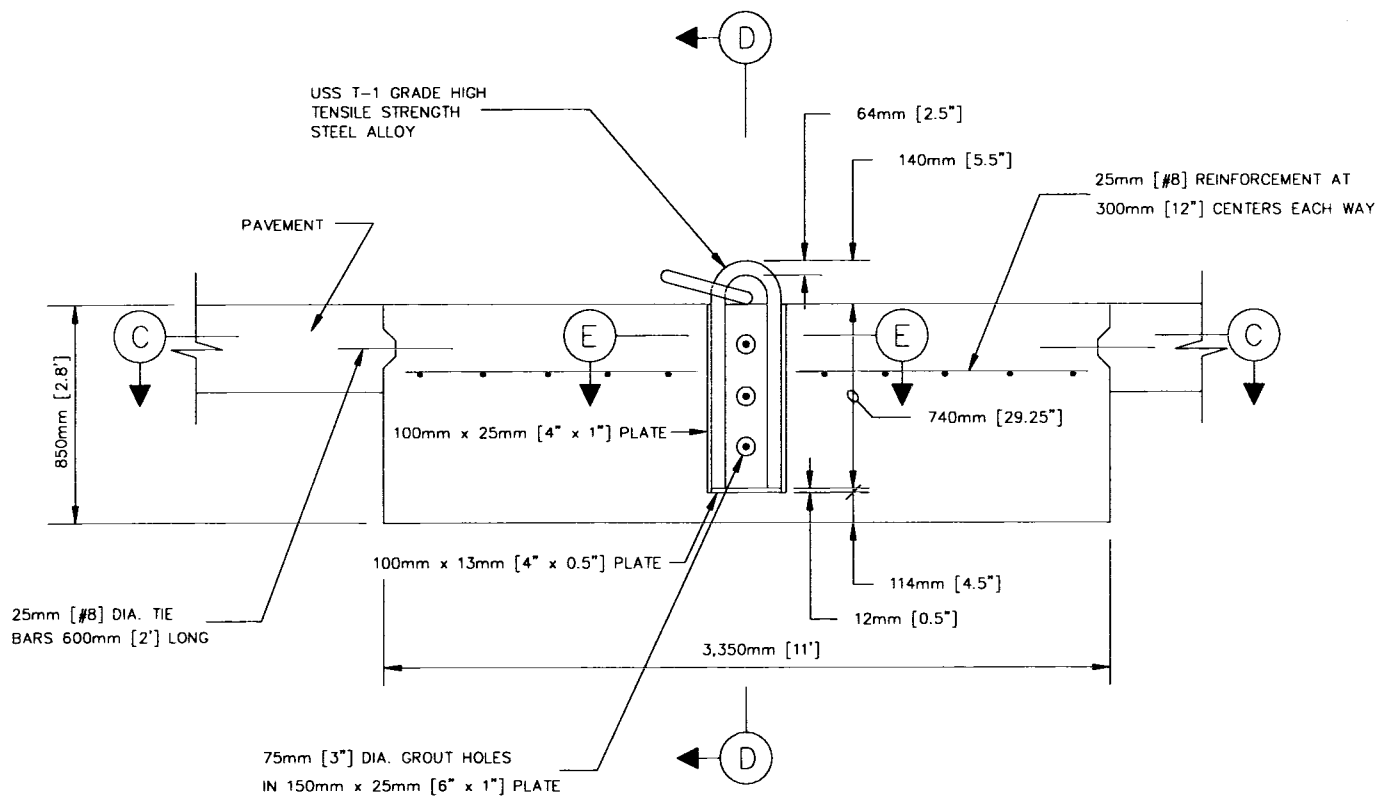 D
USS T-1 GRADE HIGH
TENSILE STRENGTH
STEEL ALLOY
64mm [2.5"]
140mm [5.5"]
25mm [#8] REINFORCEMENT AT
300mm [12"] CENTERS EACH WAY
PAVEMENT
C
E
E
C
850mm [2.8']
740mm [29.25"]
100mm x 25mm [4" x 1"] PLATE
100mm x 13mm [4" x 0.5"] PLATE
114mm [4.5"]
12mm [0.5"]
25mm [#8] DIA. TIE
BARS 600mm [2'] LONG
3,350mm [11']
75mm [3"] DIA. GROUT HOLES
IN 150mm x 25mm [6" x 1"] PLATE
D